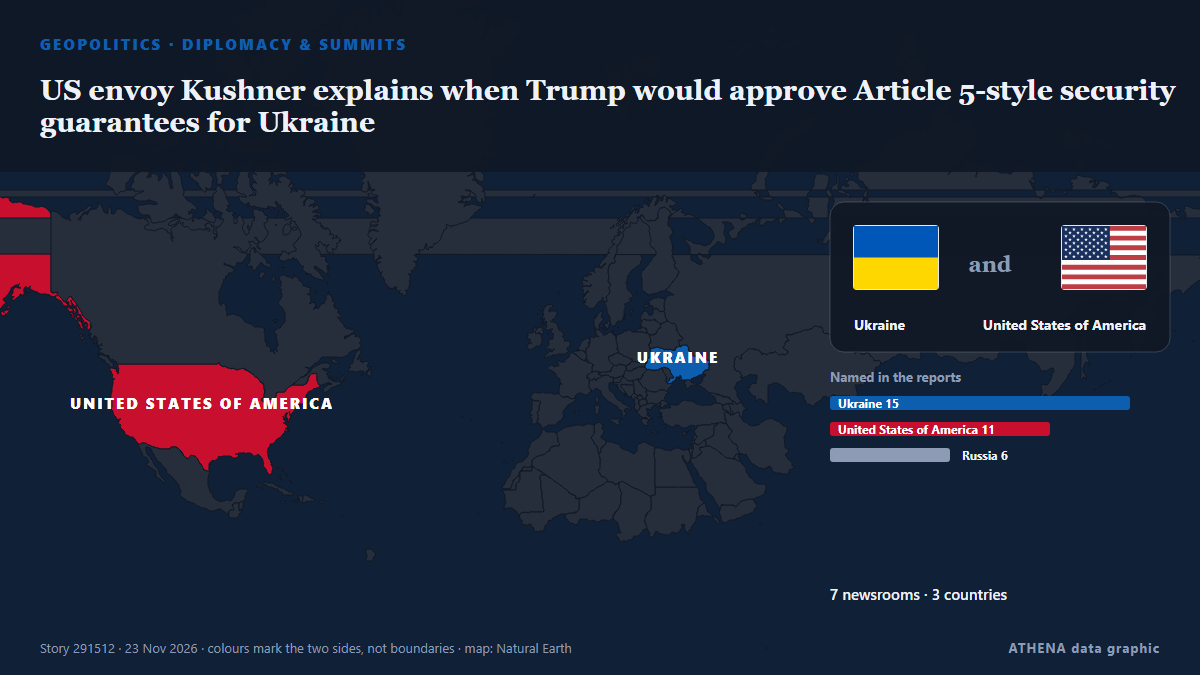 GEOPOLITICS · DIPLOMACY & SUMMITS
US envoy Kushner explains when Trump would approve Article 5-style security
guarantees for Ukraine
and
Ukraine
United States of America
UKRAINE
UNITED STATES OF AMERICA
Named in the reports
Ukraine 15
United States of America 11
Russia 6
7 newsrooms · 3 countries
Story 291512 · 23 Nov 2026 · colours mark the two sides, not boundaries · map: Natural Earth
ATHENA data graphic